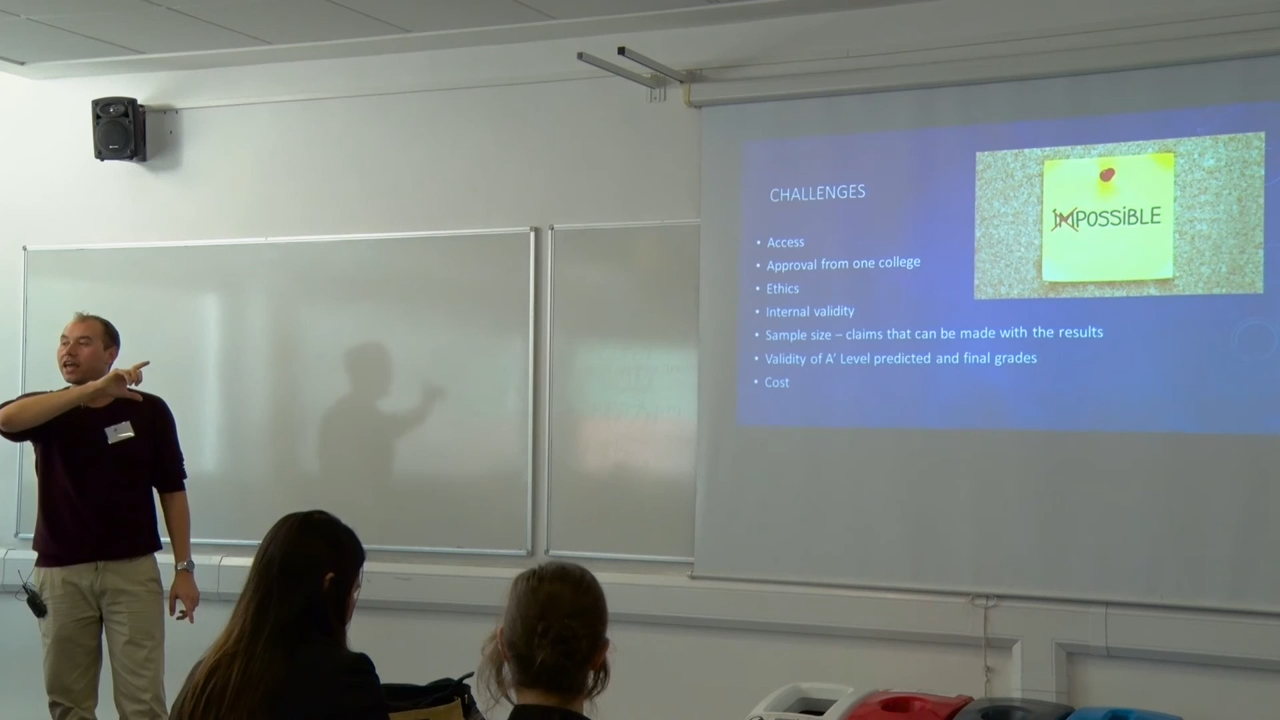 CHALLENGES
• Access
• Approval from one college
• Ethics
• Internal validity
• Sample size – claims that can be made with the results
• Validity of A' Level predicted and final grades
• Cost
IMPOSSiBLE